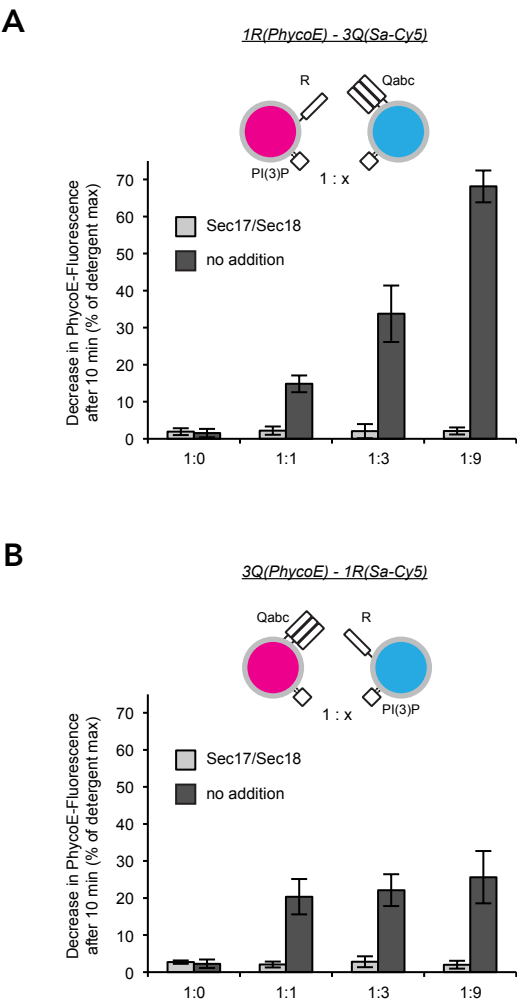 A
1R(PhycoE) - 3Q(Sa-Cy5)
R
Qabc
PI(3)P
1 : x
Decrease in PhycoE-Fluorescence
after 10 min (% of detergent max)
70
60
50
40
30
20
10
0
Sec17/Sec18
no addition
1:0
1:1
1:3
1:9
B
3Q(PhycoE) - 1R(Sa-Cy5)
Qabc
R
1 : x
PI(3)P
Decrease in PhycoE-Fluorescence
after 10 min (% of detergent max)
70
60
50
40
30
20
10
0
Sec17/Sec18
no addition
1:0
1:1
1:3
1:9